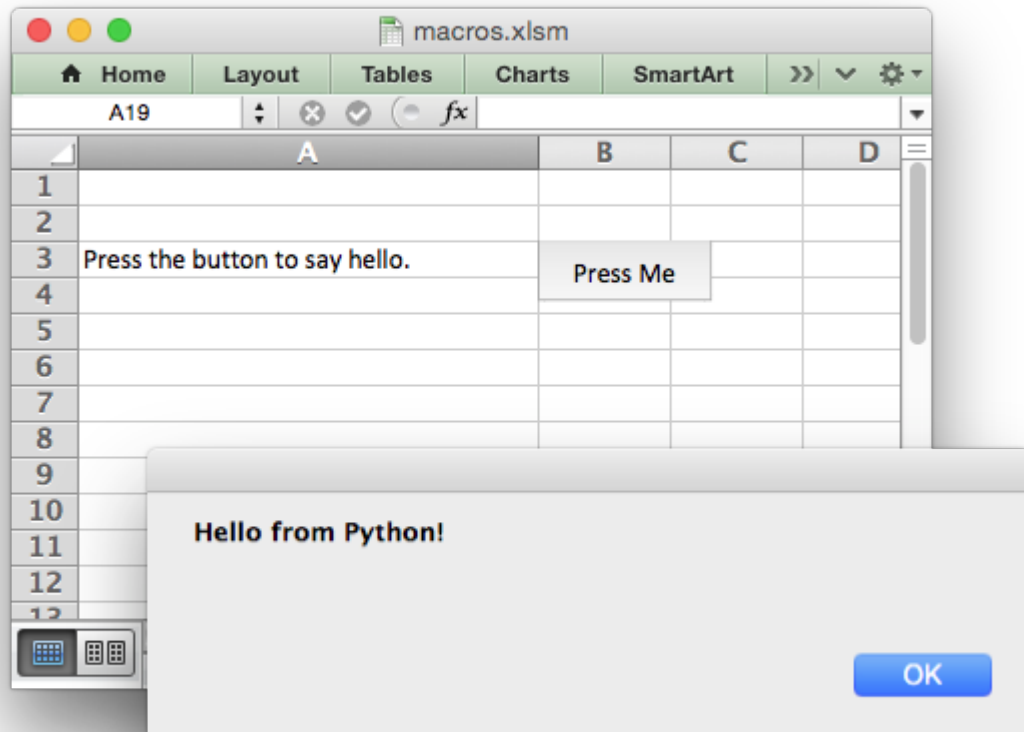 macros.xlsm
Home Layout Tables Charts SmartArt
A19 fx
A B C D
1
2
3 Press the button to say hello. Press Me
4
5
6
7
8
9
10
11
12
13
Hello from Python!
OK